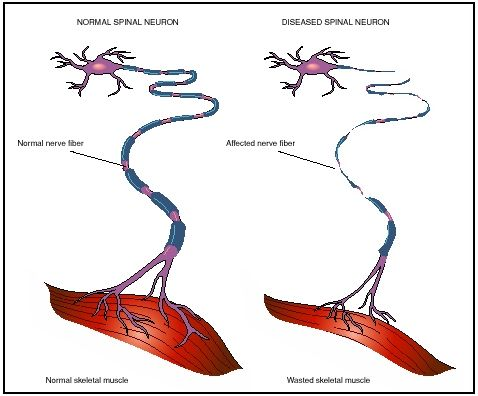 NORMAL SPINAL NEURON
DISEASED SPINAL NEURON
Normal nerve fiber
Affected nerve fiber
Normal skeletal muscle
Wasted skeletal muscle